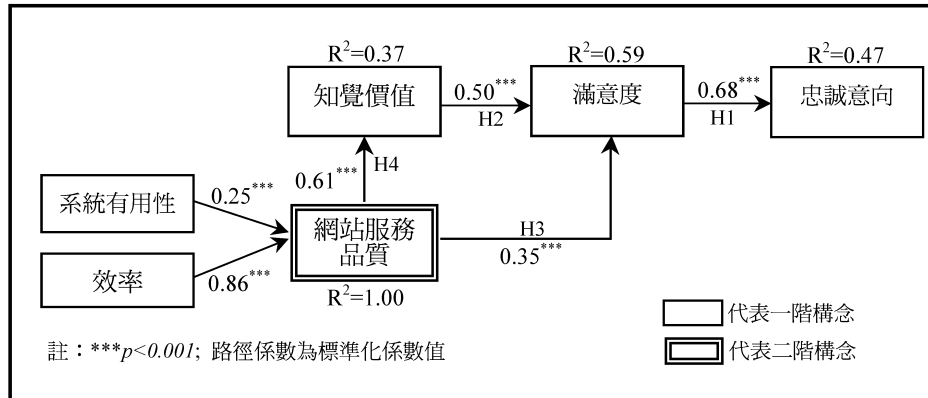 R²=0.37
R²=0.59
R²=0.47
知覺價值
0.50***
H2
滿意度
0.68***
H1
忠誠意向
0.61***
H4
系統有用性
0.25***
網站服務
品質
H3
0.35***
效率
0.86***
R²=1.00
代表一階構念
代表二階構念
註：***p<0.001; 路徑係數為標準化係數值